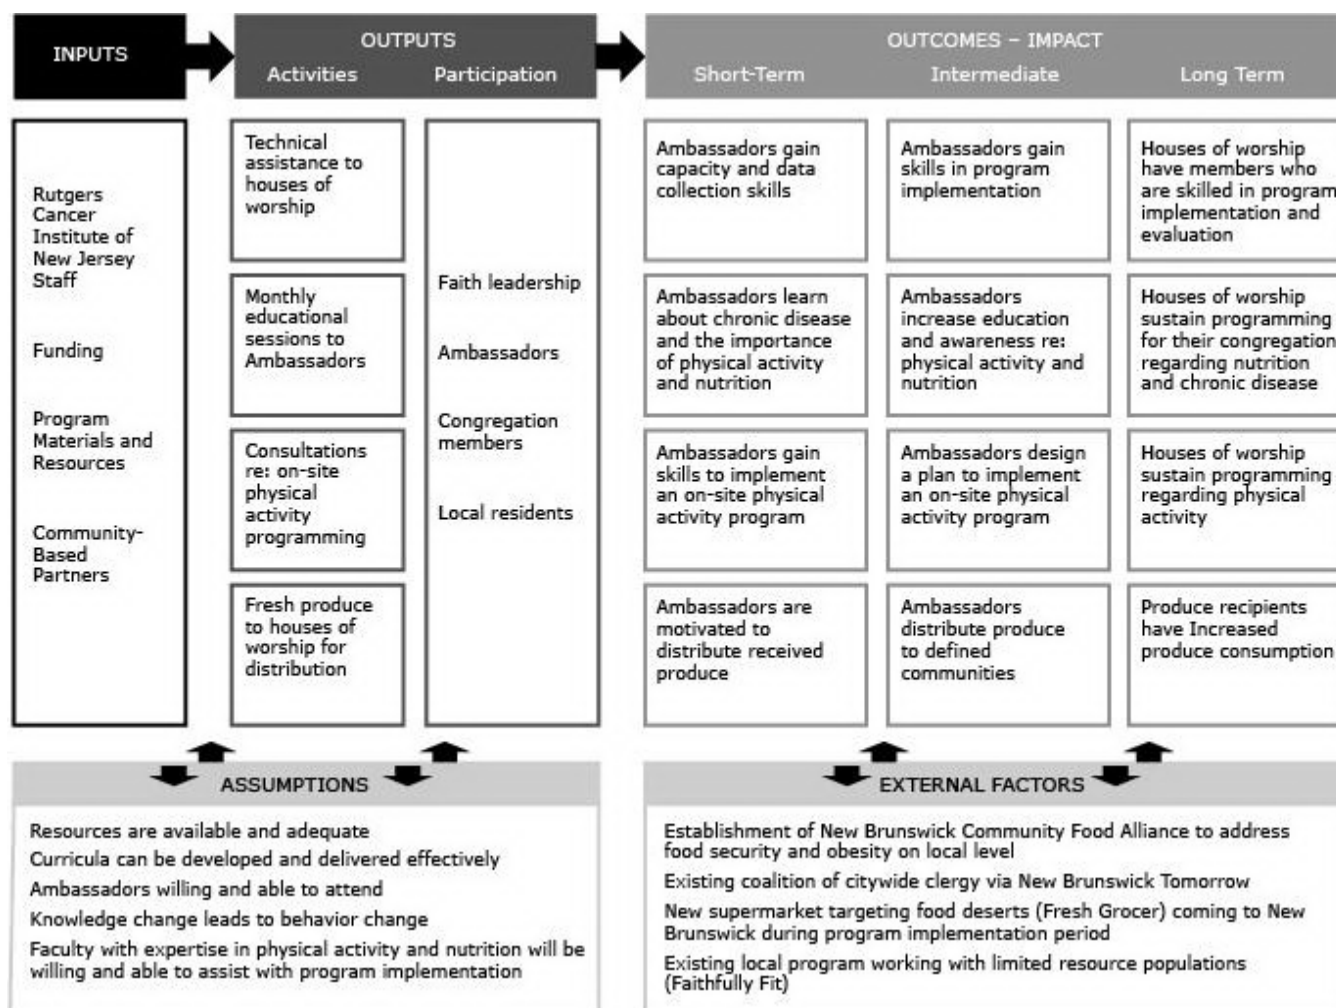 INPUTS
OUTPUTS
Activities
Participation
OUTCOMES – IMPACT
Short-Term
Intermediate
Long Term
Rutgers
Cancer
Institute of
New Jersey
Staff
Funding
Program
Materials and
Resources
Community-
Based
Partners
Technical
assistance to
houses of
worship
Monthly
educational
sessions to
Ambassadors
Consultations
re: on-site
physical
activity
programming
Fresh produce
to houses of
worship for
distribution
Faith leadership
Ambassadors
Congregation
members
Local residents
Ambassadors gain
capacity and data
collection skills
Ambassadors learn
about chronic disease
and the importance
of physical activity
and nutrition
Ambassadors gain
skills to implement
an on-site physical
activity program
Ambassadors are
motivated to
distribute received
produce
Ambassadors gain
skills in program
implementation
Ambassadors
increase education
and awareness re:
physical activity and
nutrition
Ambassadors design
a plan to implement
an on-site physical
activity program
Ambassadors
distribute produce
to defined
communities
Houses of worship
have members who
are skilled in program
implementation and
evaluation
Houses of worship
sustain programming
for their congregation
regarding nutrition
and chronic disease
Houses of worship
sustain programming
regarding physical
activity
Produce recipients
have Increased
produce consumption
ASSUMPTIONS
Resources are available and adequate
Curricula can be developed and delivered effectively
Ambassadors willing and able to attend
Knowledge change leads to behavior change
Faculty with expertise in physical activity and nutrition will be
willing and able to assist with program implementation
EXTERNAL FACTORS
Establishment of New Brunswick Community Food Alliance to address
food security and obesity on local level
Existing coalition of citywide clergy via New Brunswick Tomorrow
New supermarket targeting food deserts (Fresh Grocer) coming to New
Brunswick during program implementation period
Existing local program working with limited resource populations
(Faithfully Fit)